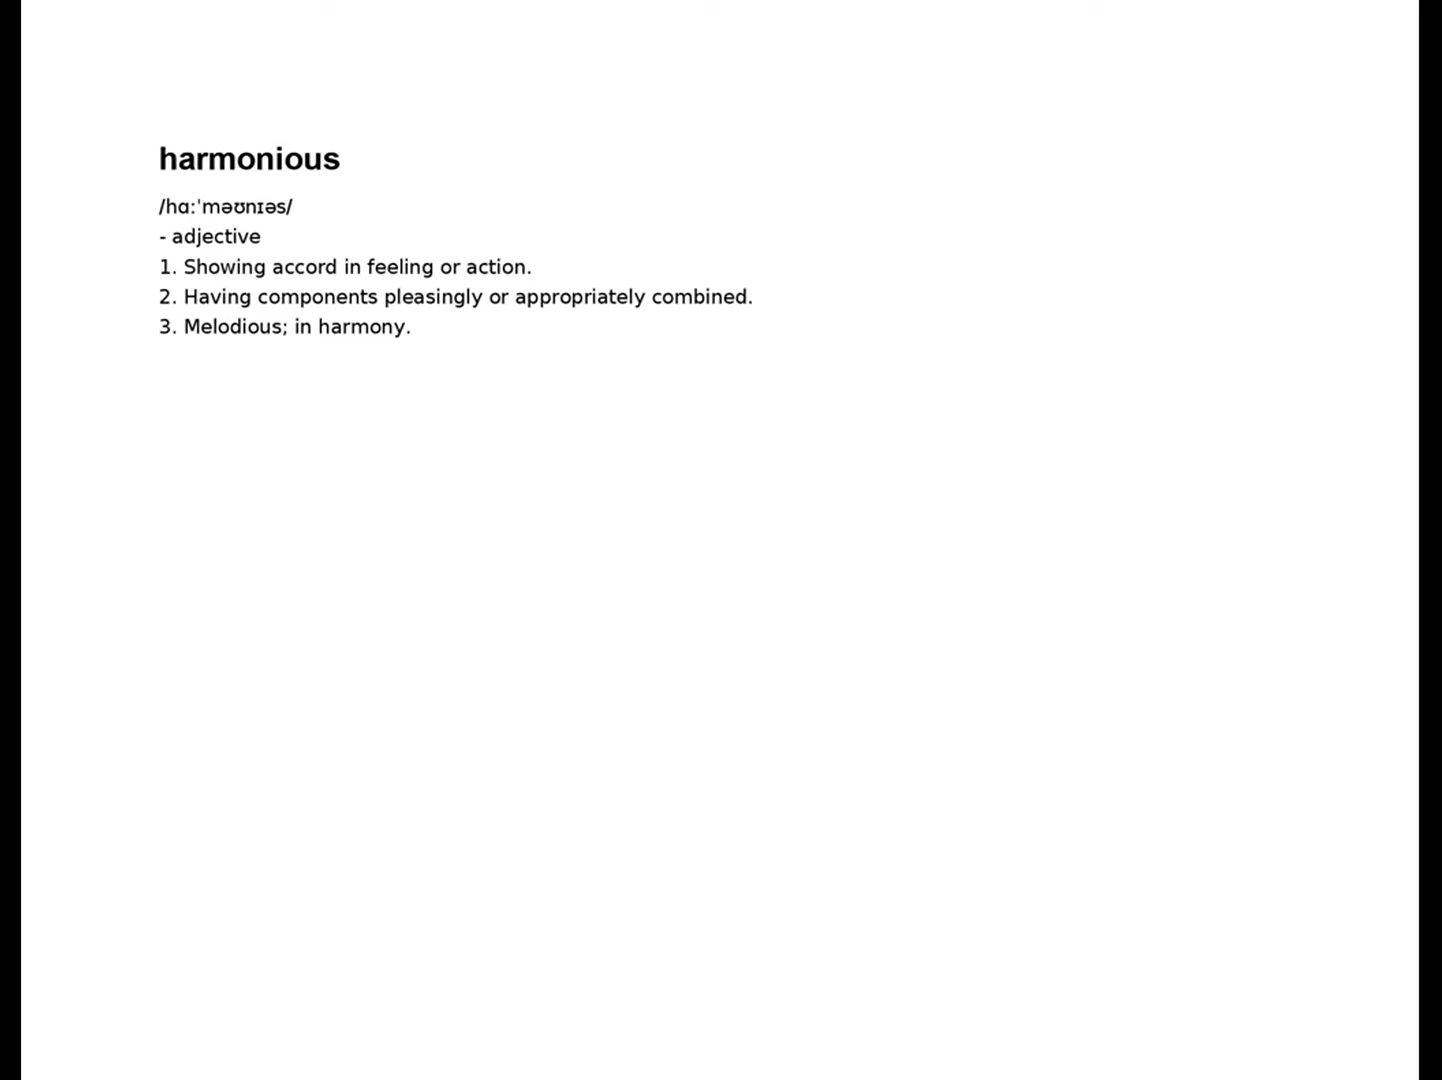 harmonious
/hɑːˈməʊnɪəs/
- adjective
1. Showing accord in feeling or action.
2. Having components pleasingly or appropriately combined.
3. Melodious; in harmony.